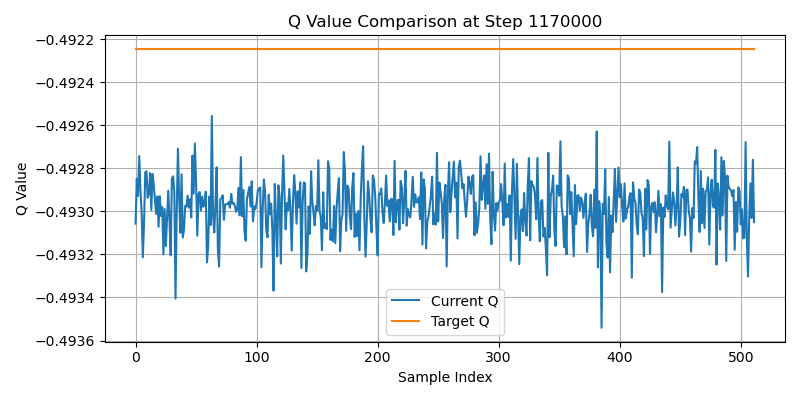 Q Value Comparison at Step 1170000
−0.4922
−0.4924
−0.4926
−0.4928
−0.4930
−0.4932
−0.4934
−0.4936
Q Value
Current Q
Target Q
0
100
200
300
400
500
Sample Index